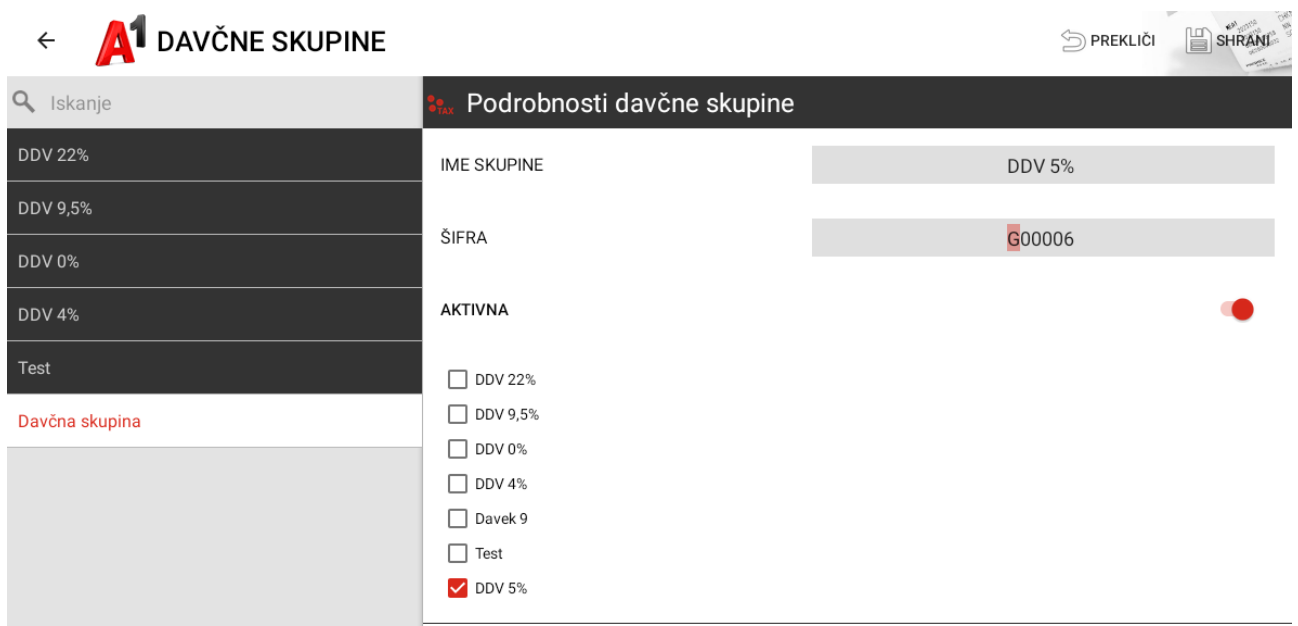 A1 DAVČNE SKUPINE
PREKLIČI
SHRANI
Iskanje
DDV 22%
DDV 9,5%
DDV 0%
DDV 4%
Test
Davčna skupina
TAX Podrobnosti davčne skupine
IME SKUPINE DDV 5%
ŠIFRA G00006
AKTIVNA
DDV 22%
DDV 9,5%
DDV 0%
DDV 4%
Davek 9
Test
DDV 5%